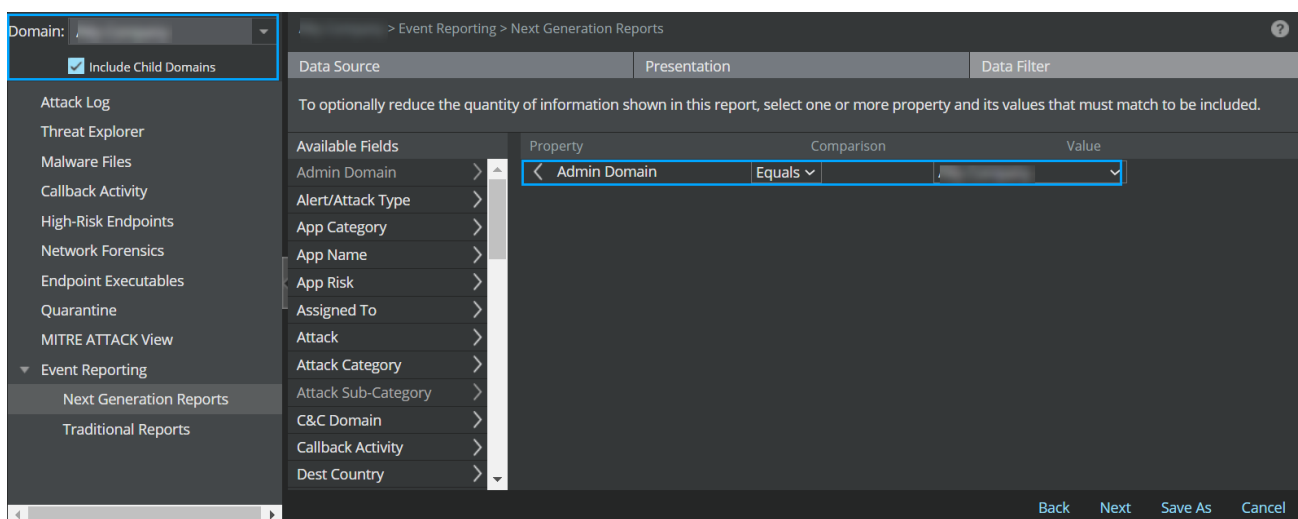 Domain:
Include Child Domains
Attack Log
Threat Explorer
Malware Files
Callback Activity
High-Risk Endpoints
Network Forensics
Endpoint Executables
Quarantine
MITRE ATTACK View
Event Reporting
Next Generation Reports
Traditional Reports
> Event Reporting > Next Generation Reports
Data Source
Presentation
Data Filter
To optionally reduce the quantity of information shown in this report, select one or more property and its values that must match to be included.
Available Fields
Admin Domain
Alert/Attack Type
App Category
App Name
App Risk
Assigned To
Attack
Attack Category
Attack Sub-Category
C&C Domain
Callback Activity
Dest Country
Property Comparison Value
Admin Domain Equals
Back Next Save As Cancel